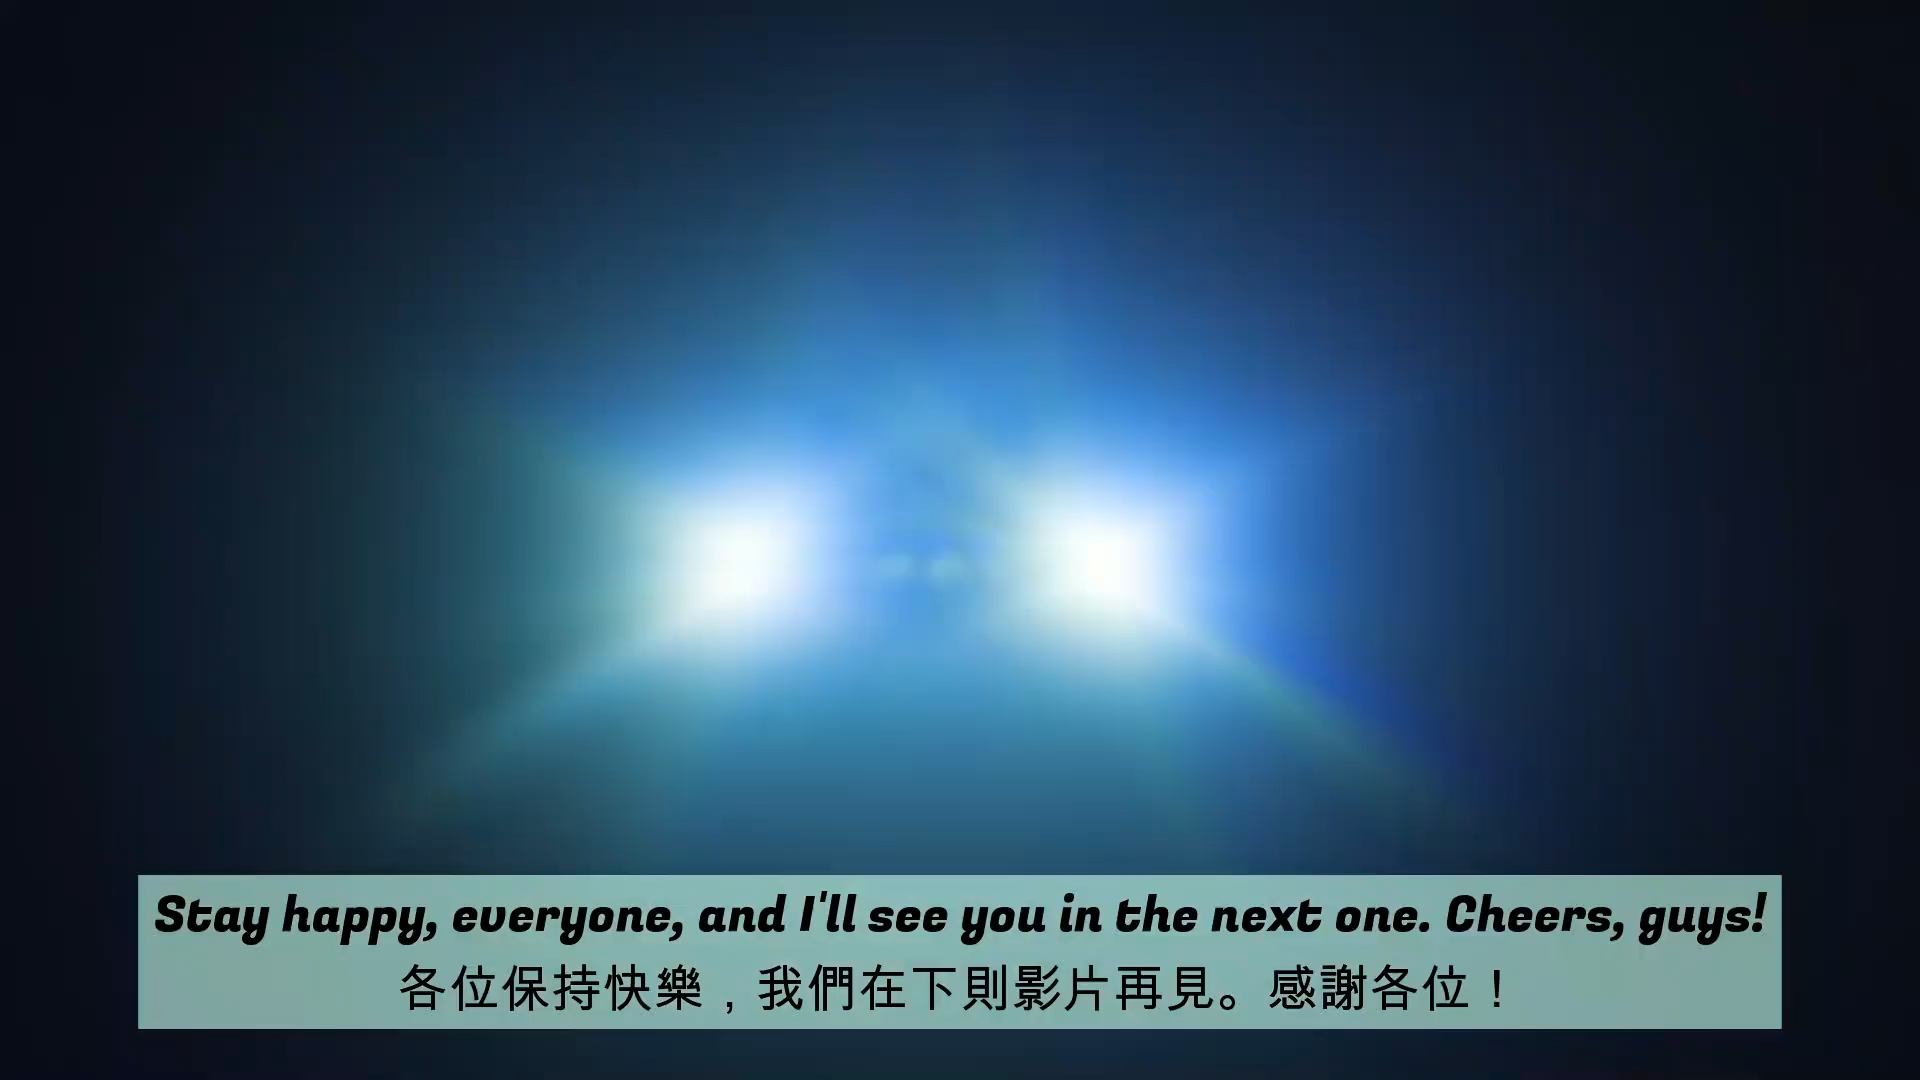 Stay happy, everyone, and I'll see you in the next one. Cheers, guys!
各位保持快樂，我們在下則影片再見。感謝各位！